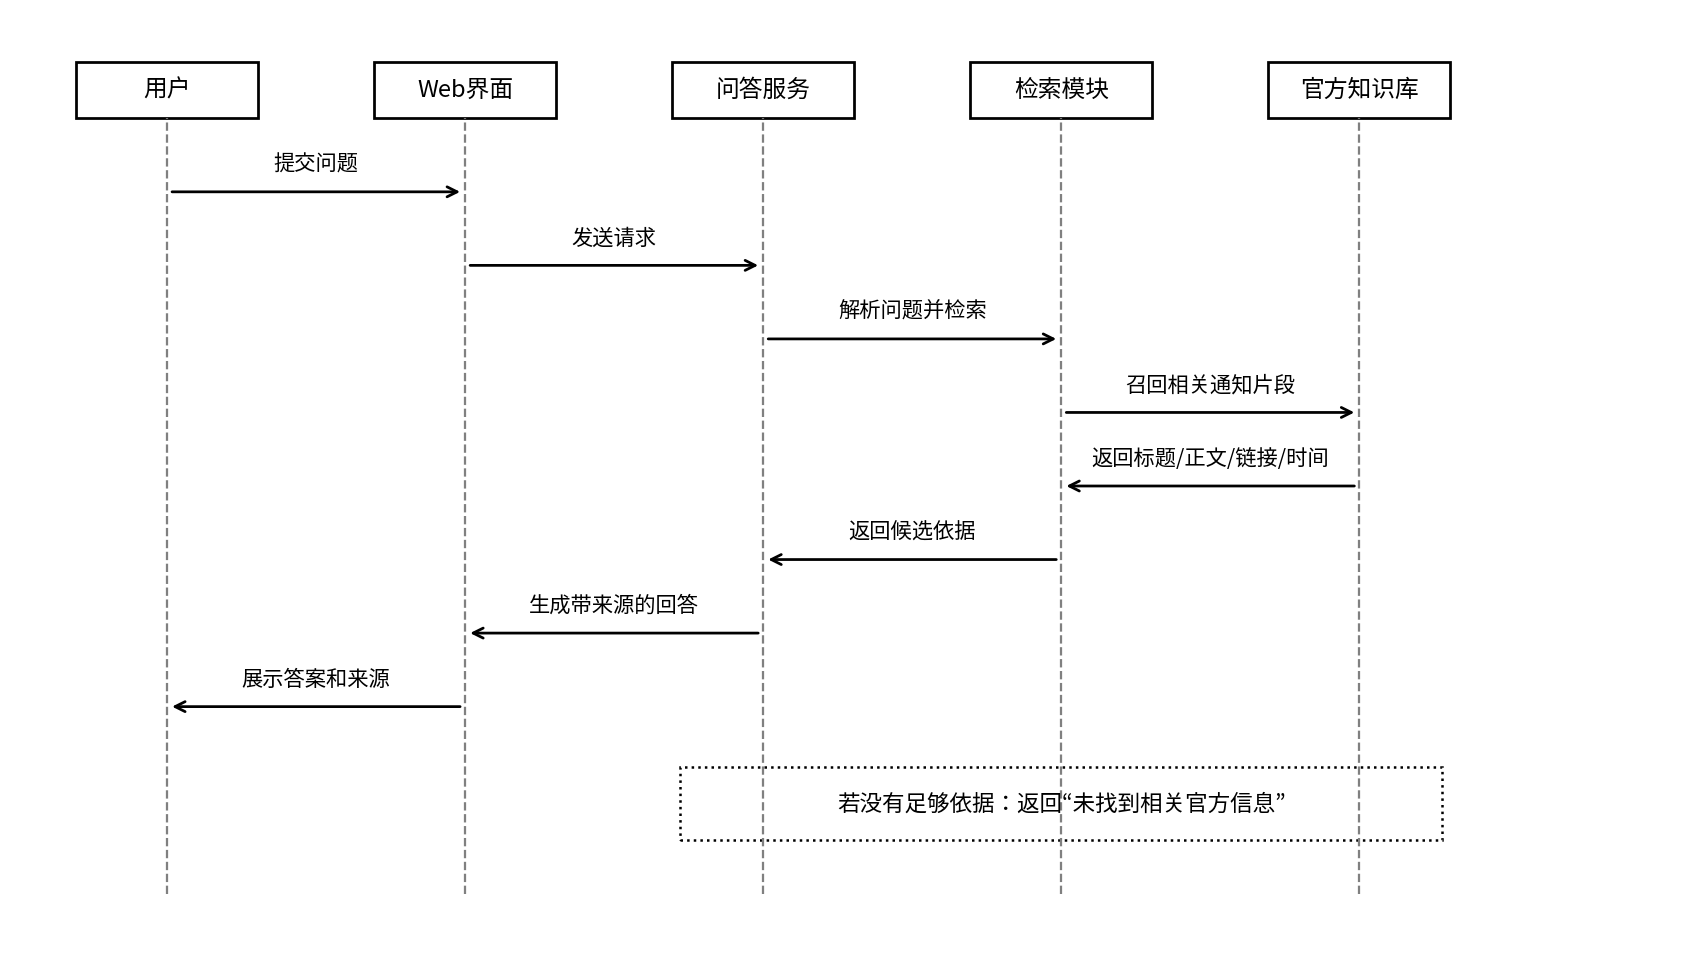 用户
Web界面
问答服务
检索模块
官方知识库
提交问题
发送请求
解析问题并检索
召回相关通知片段
返回标题/正文/链接/时间
返回候选依据
生成带来源的回答
展示答案和来源
若没有足够依据：返回“未找到相关官方信息”